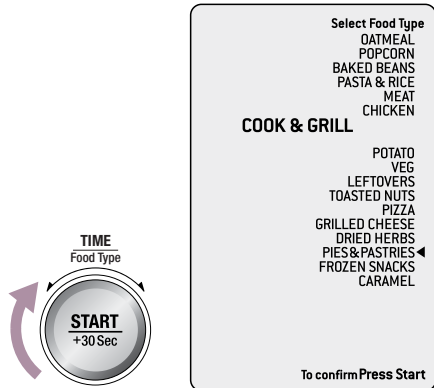 Select Food Type
OATMEAL
POPCORN
BAKED BEANS
PASTA & RICE
MEAT
CHICKEN
COOK & GRILL
POTATO
VEG
LEFTOVERS
TOASTED NUTS
PIZZA
GRILLED CHEESE
DRIED HERBS
PIES & PASTRIES
FROZEN SNACKS
CARAMEL
To confirm Press Start
TIME
Food Type
START
+30 Sec